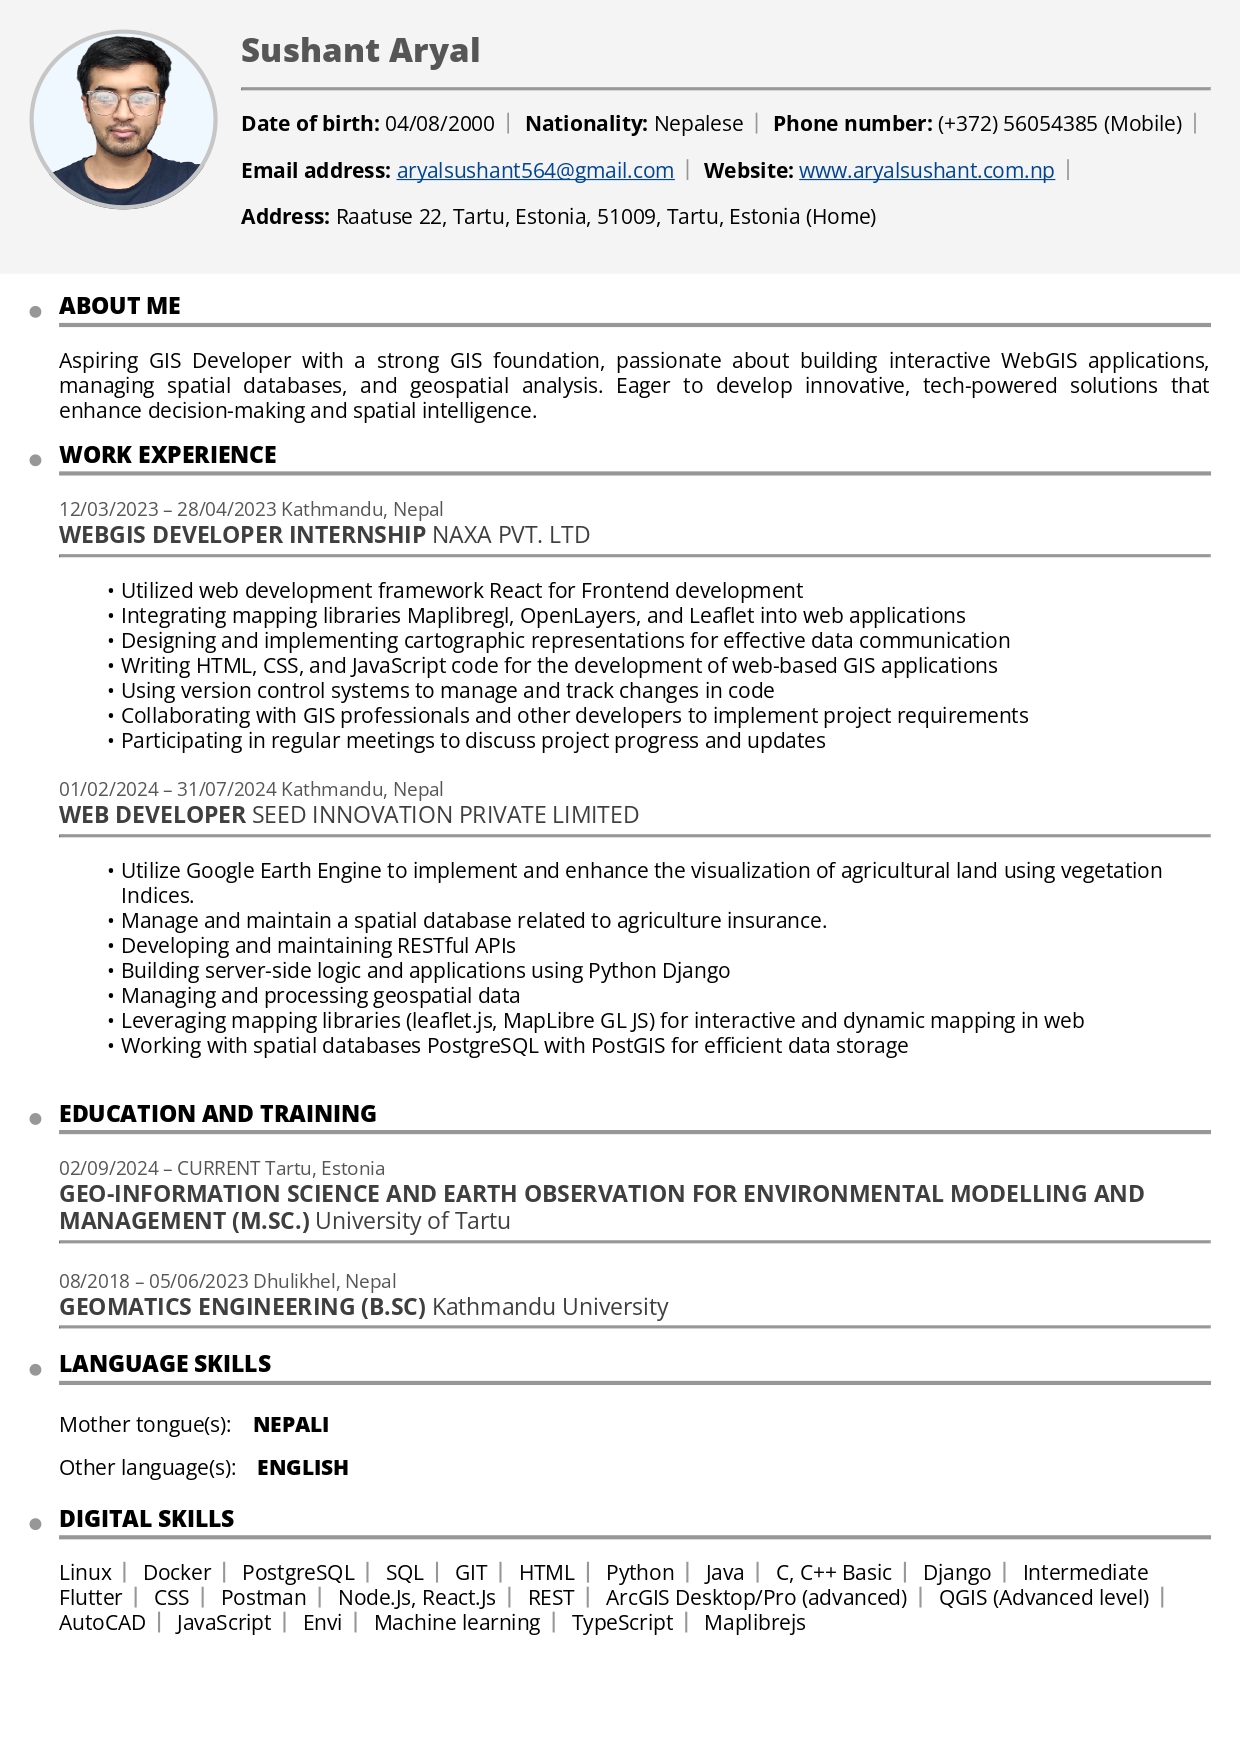 Sushant Aryal
Date of birth: 04/08/2000 | Nationality: Nepalese | Phone number: (+372) 56054385 (Mobile) |
Email address: aryalsushant564@gmail.com | Website: www.aryalsushant.com.np |
Address: Raatuse 22, Tartu, Estonia, 51009, Tartu, Estonia (Home)
ABOUT ME
Aspiring GIS Developer with a strong GIS foundation, passionate about building interactive WebGIS applications,
managing spatial databases, and geospatial analysis. Eager to develop innovative, tech-powered solutions that
enhance decision-making and spatial intelligence.
WORK EXPERIENCE
12/03/2023 – 28/04/2023 Kathmandu, Nepal
WEBGIS DEVELOPER INTERNSHIP NAXA PVT. LTD
• Utilized web development framework React for Frontend development
• Integrating mapping libraries Maplibregl, OpenLayers, and Leaflet into web applications
• Designing and implementing cartographic representations for effective data communication
• Writing HTML, CSS, and JavaScript code for the development of web-based GIS applications
• Using version control systems to manage and track changes in code
• Collaborating with GIS professionals and other developers to implement project requirements
• Participating in regular meetings to discuss project progress and updates
01/02/2024 – 31/07/2024 Kathmandu, Nepal
WEB DEVELOPER SEED INNOVATION PRIVATE LIMITED
• Utilize Google Earth Engine to implement and enhance the visualization of agricultural land using vegetation
Indices.
• Manage and maintain a spatial database related to agriculture insurance.
• Developing and maintaining RESTful APIs
• Building server-side logic and applications using Python Django
• Managing and processing geospatial data
• Leveraging mapping libraries (leaflet.js, MapLibre GL JS) for interactive and dynamic mapping in web
• Working with spatial databases PostgreSQL with PostGIS for efficient data storage
EDUCATION AND TRAINING
02/09/2024 – CURRENT Tartu, Estonia
GEO-INFORMATION SCIENCE AND EARTH OBSERVATION FOR ENVIRONMENTAL MODELLING AND
MANAGEMENT (M.SC.) University of Tartu
08/2018 – 05/06/2023 Dhulikhel, Nepal
GEOMATICS ENGINEERING (B.SC) Kathmandu University
LANGUAGE SKILLS
Mother tongue(s): NEPALI
Other language(s): ENGLISH
DIGITAL SKILLS
Linux | Docker | PostgreSQL | SQL | GIT | HTML | Python | Java | C, C++ Basic | Django | Intermediate
Flutter | CSS | Postman | Node.Js, React.Js | REST | ArcGIS Desktop/Pro (advanced) | QGIS (Advanced level) |
AutoCAD | JavaScript | Envi | Machine learning | TypeScript | Maplibrejs